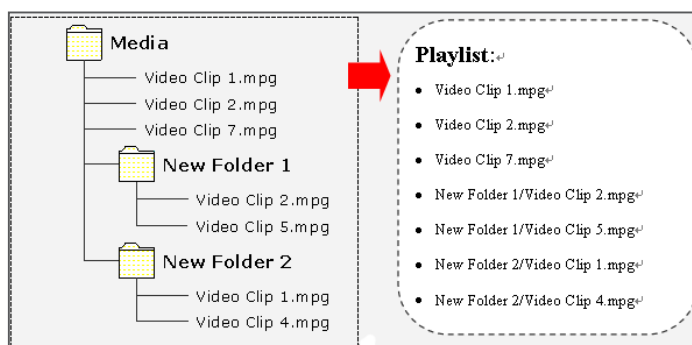 Media
Video Clip 1.mpg
Video Clip 2.mpg
Video Clip 7.mpg
New Folder 1
Video Clip 2.mpg
Video Clip 5.mpg
New Folder 2
Video Clip 1.mpg
Video Clip 4.mpg
Playlist:↵
• Video Clip 1.mpg↵
• Video Clip 2.mpg↵
• Video Clip 7.mpg↵
• New Folder 1/Video Clip 2.mpg↵
• New Folder 1/Video Clip 5.mpg↵
• New Folder 2/Video Clip 1.mpg↵
• New Folder 2/Video Clip 4.mpg↵